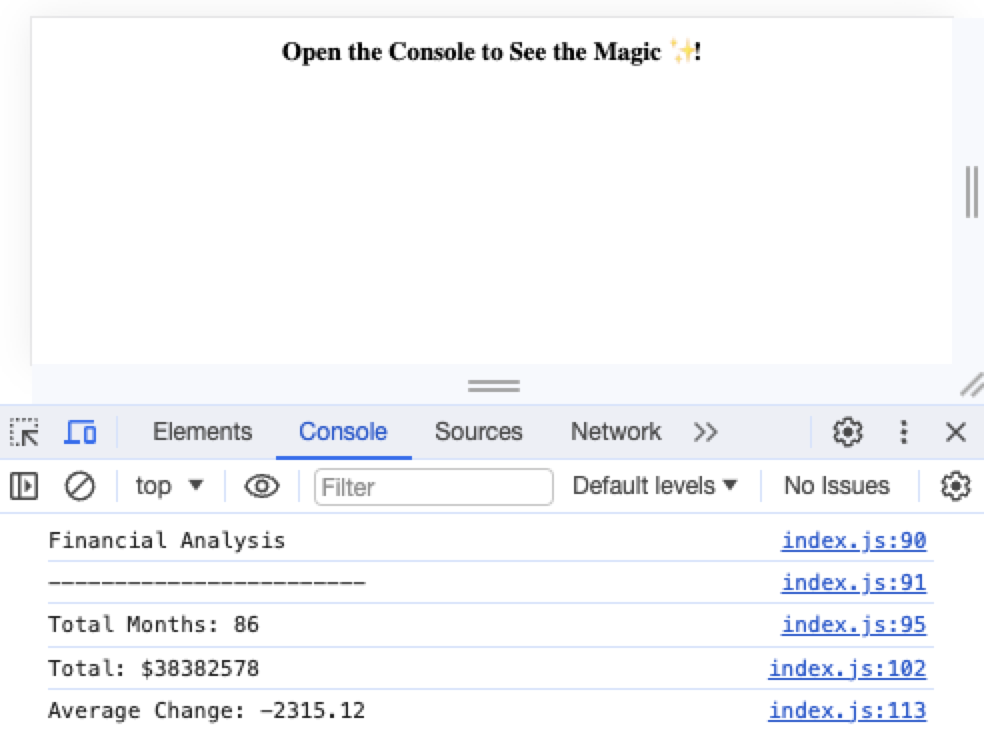 Open the Console to See the Magic ✨!
Elements Console Sources Network
top Filter Default levels No Issues
Financial Analysis index.js:90
------------------------ index.js:91
Total Months: 86 index.js:95
Total: $38382578 index.js:102
Average Change: -2315.12 index.js:113